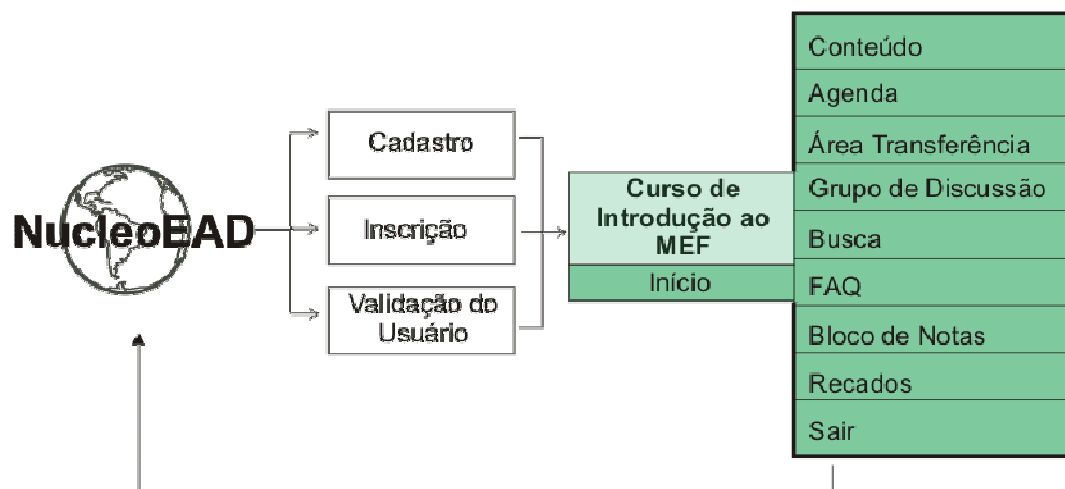 NucleoEAD
Cadastro
Inscrição
Validação do
Usuário
Curso de
Introdução ao
MEF
Início
Conteúdo
Agenda
Área Transferência
Grupo de Discussão
Busca
FAQ
Bloco de Notas
Recados
Sair